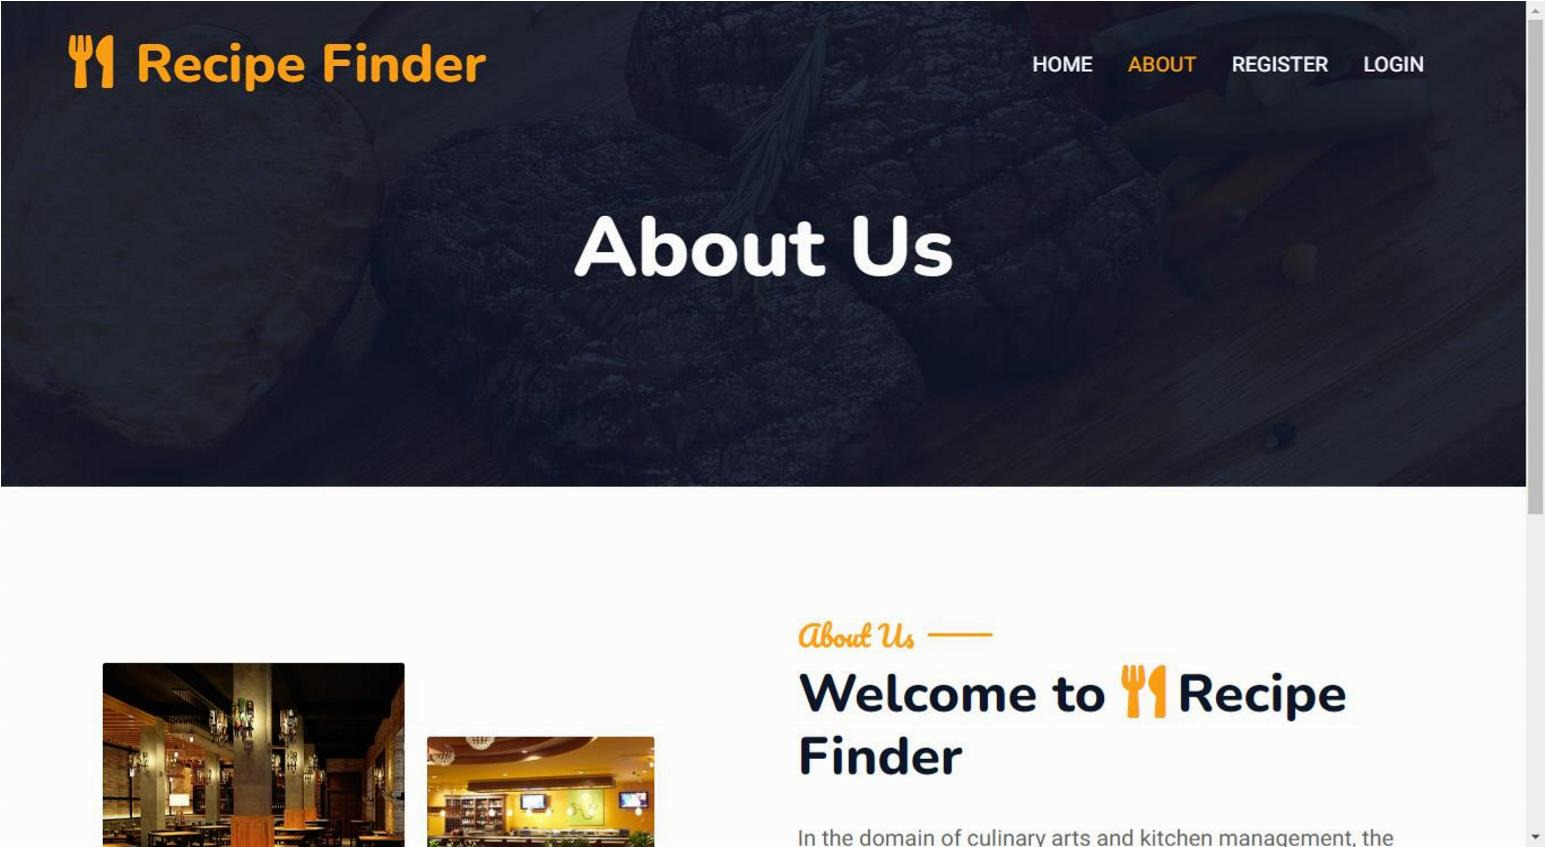 Recipe Finder
HOME ABOUT REGISTER LOGIN
About Us
About Us
Welcome to Recipe
Finder
In the domain of culinary arts and kitchen management, the